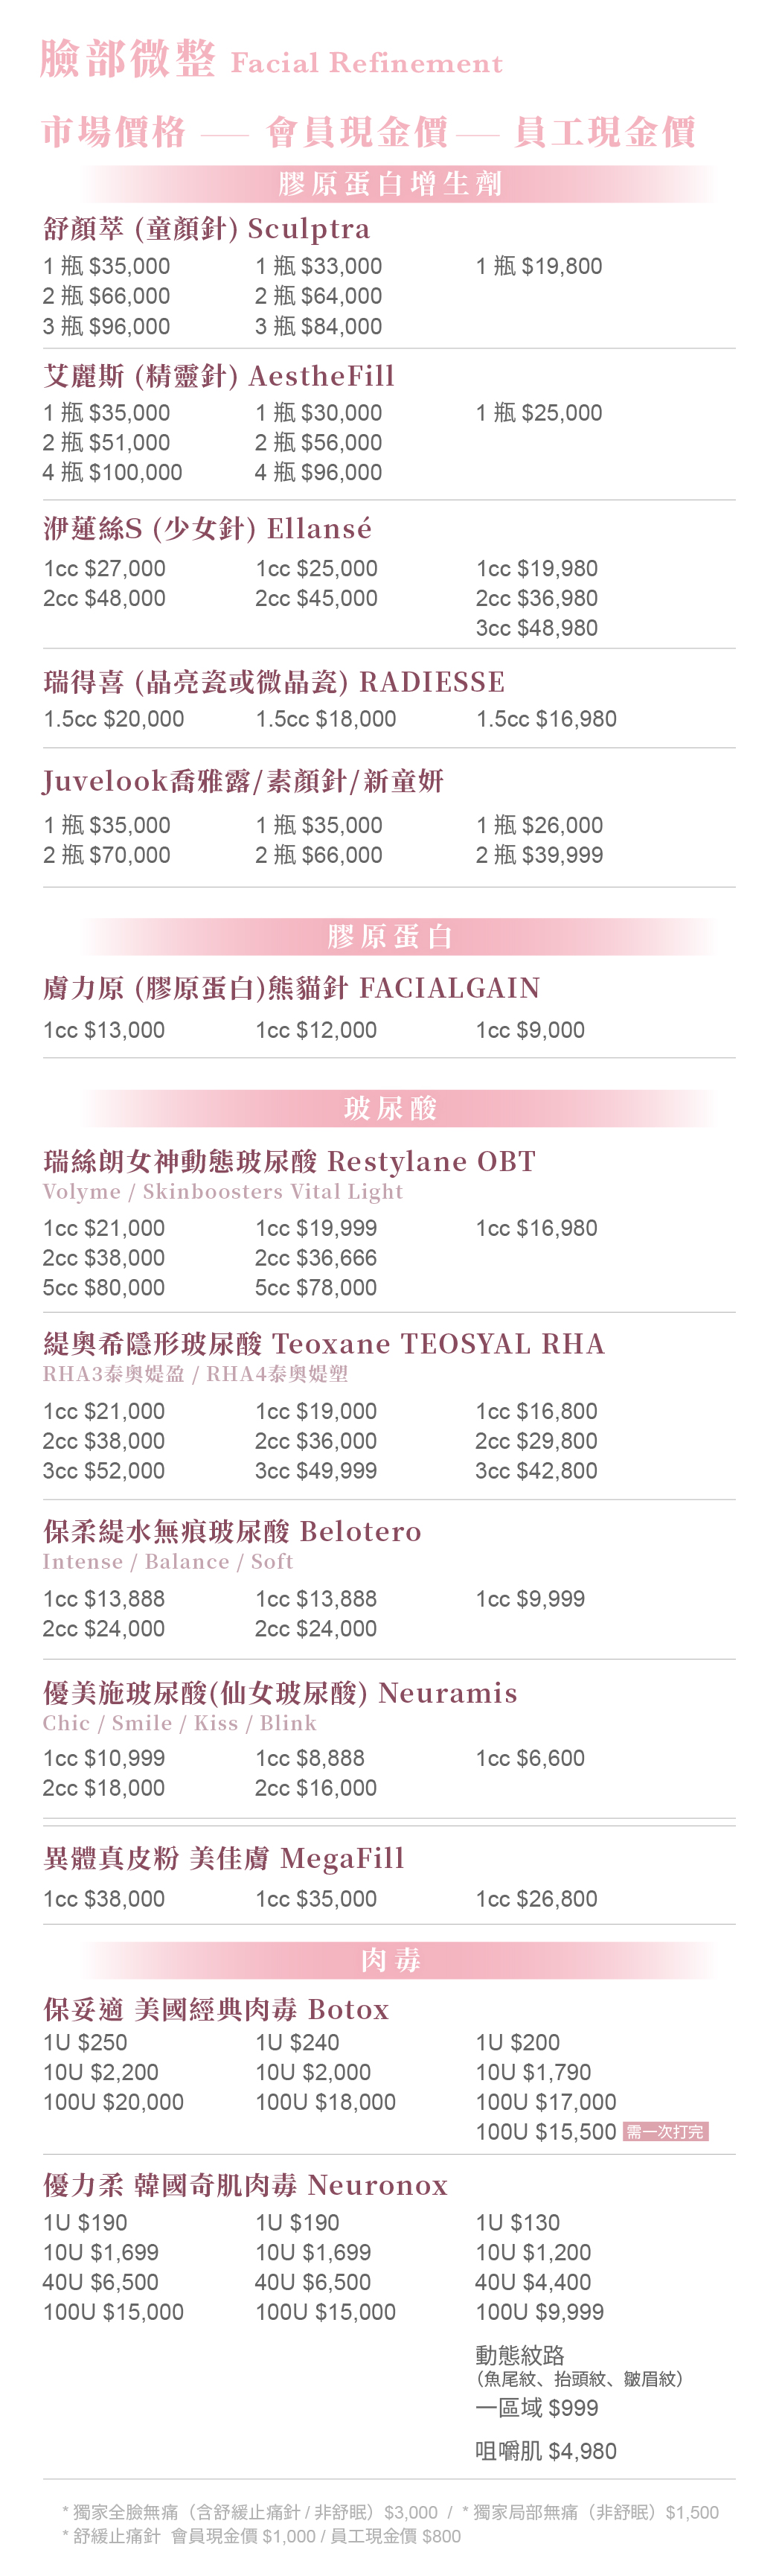 臉部微整 Facial Refinement
市場價格 —— 會員現金價 —— 員工現金價
膠原蛋白增生劑
舒顏萃 (童顏針) Sculptra
1 瓶 $35,000 1 瓶 $33,000 1 瓶 $19,800
2 瓶 $66,000 2 瓶 $64,000
3 瓶 $96,000 3 瓶 $84,000
艾麗斯 (精靈針) AestheFill
1 瓶 $35,000 1 瓶 $30,000 1 瓶 $25,000
2 瓶 $51,000 2 瓶 $56,000
4 瓶 $100,000 4 瓶 $96,000
洢蓮絲S (少女針) Ellansé
1cc $27,000 1cc $25,000 1cc $19,980
2cc $48,000 2cc $45,000 2cc $36,980
3cc $48,980
瑞得喜 (晶亮瓷或微晶瓷) RADIESSE
1.5cc $20,000 1.5cc $18,000 1.5cc $16,980
Juvelook喬雅露/素顏針/新童妍
1 瓶 $35,000 1 瓶 $35,000 1 瓶 $26,000
2 瓶 $70,000 2 瓶 $66,000 2 瓶 $39,999
膠原蛋白
膚力原 (膠原蛋白)熊貓針 FACIALGAIN
1cc $13,000 1cc $12,000 1cc $9,000
玻尿酸
瑞絲朗女神動態玻尿酸 Restylane OBT
Volyme / Skinboosters Vital Light
1cc $21,000 1cc $19,999 1cc $16,980
2cc $38,000 2cc $36,666
5cc $80,000 5cc $78,000
緹奧希隱形玻尿酸 Teoxane TEOSYAL RHA
RHA3泰奧媞盈 / RHA4泰奧媞塑
1cc $21,000 1cc $19,000 1cc $16,800
2cc $38,000 2cc $36,000 2cc $29,800
3cc $52,000 3cc $49,999 3cc $42,800
保柔緹水無痕玻尿酸 Belotero
Intense / Balance / Soft
1cc $13,888 1cc $13,888 1cc $9,999
2cc $24,000 2cc $24,000
優美施玻尿酸(仙女玻尿酸) Neuramis
Chic / Smile / Kiss / Blink
1cc $10,999 1cc $8,888 1cc $6,600
2cc $18,000 2cc $16,000
異體真皮粉 美佳膚 MegaFill
1cc $38,000 1cc $35,000 1cc $26,800
肉毒
保妥適 美國經典肉毒 Botox
1U $250 1U $240 1U $200
10U $2,200 10U $2,000 10U $1,790
100U $20,000 100U $18,000 100U $17,000
100U $15,500 需一次打完
優力柔 韓國奇肌肉毒 Neuronox
1U $190 1U $190 1U $130
10U $1,699 10U $1,699 10U $1,200
40U $6,500 40U $6,500 40U $4,400
100U $15,000 100U $15,000 100U $9,999
動態紋路
（魚尾紋、抬頭紋、皺眉紋）
一區域 $999
咀嚼肌 $4,980
* 獨家全臉無痛（含舒緩止痛針 / 非舒眠）$3,000 / * 獨家局部無痛（非舒眠）$1,500
* 舒緩止痛針 會員現金價 $1,000 / 員工現金價 $800